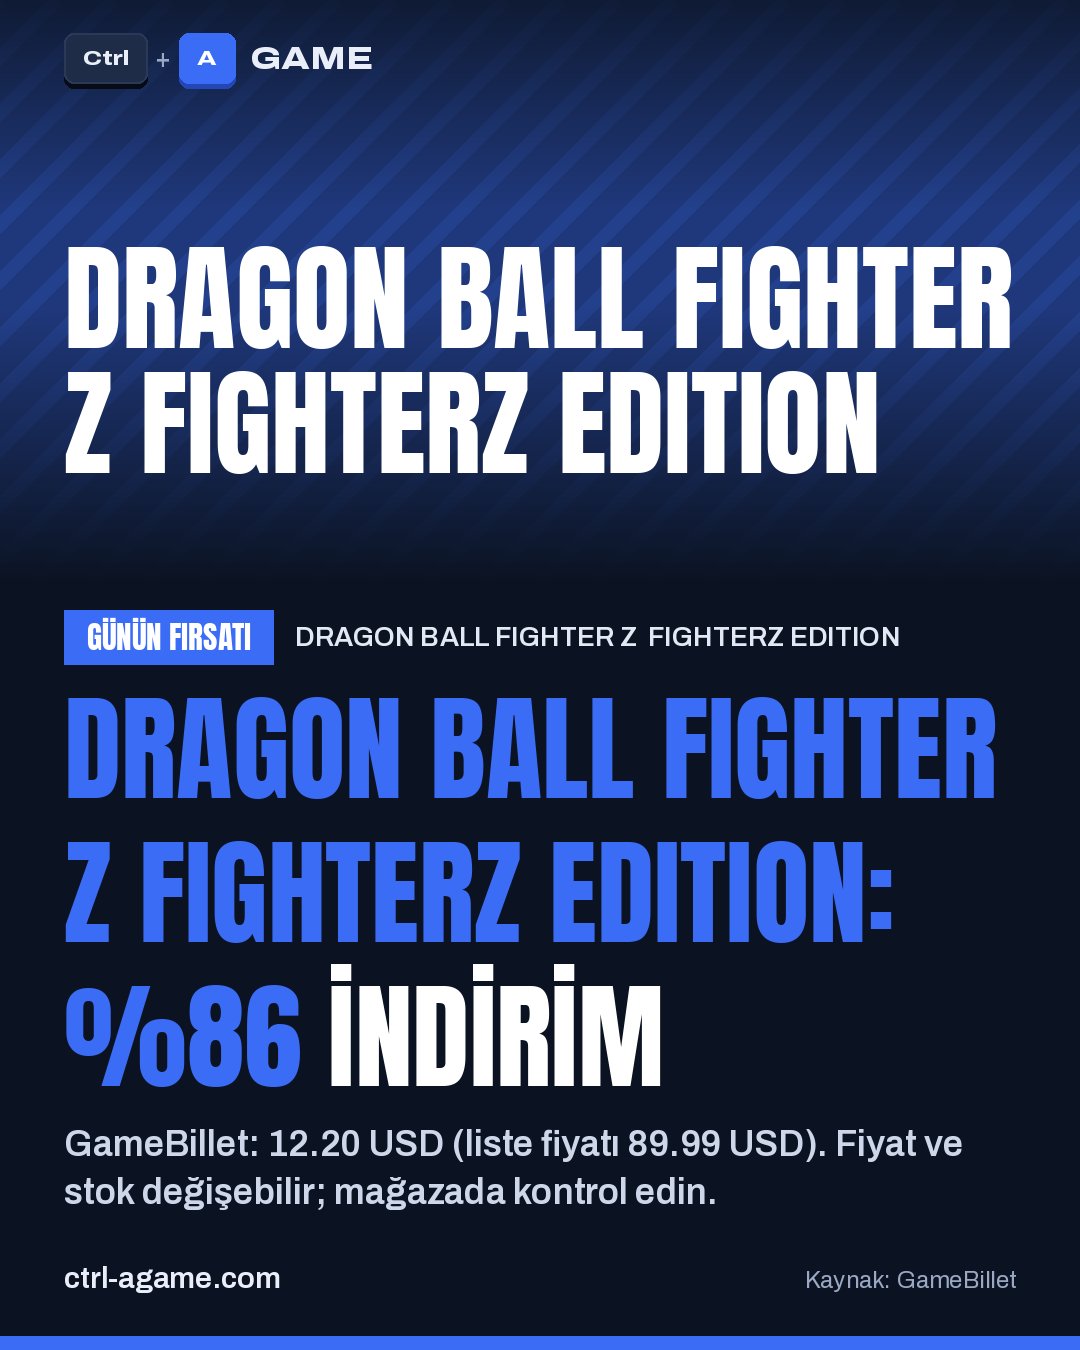 Ctrl + A GAME
DRAGON BALL FIGHTER
Z FIGHTERZ EDITION
GÜNÜN FIRSATI DRAGON BALL FIGHTER Z FIGHTERZ EDITION
DRAGON BALL FIGHTER
Z FIGHTERZ EDITION:
%86 İNDİRİM
GameBillet: 12.20 USD (liste fiyatı 89.99 USD). Fiyat ve
stok değişebilir; mağazada kontrol edin.
ctrl-agame.com Kaynak: GameBillet